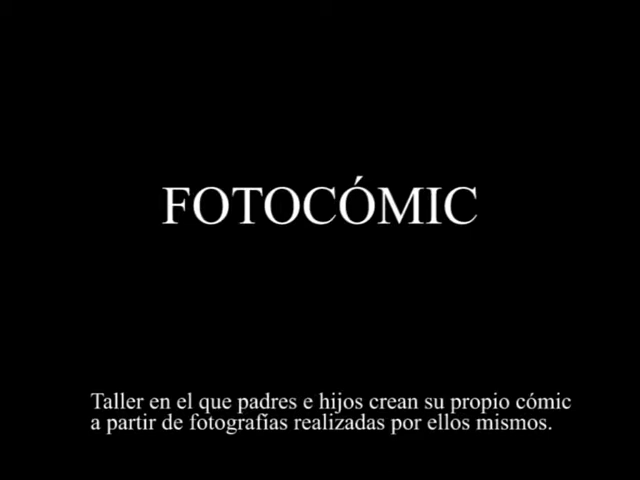 FOTOCÓMIC
Taller en el que padres e hijos crean su propio cómic
a partir de fotografías realizadas por ellos mismos.